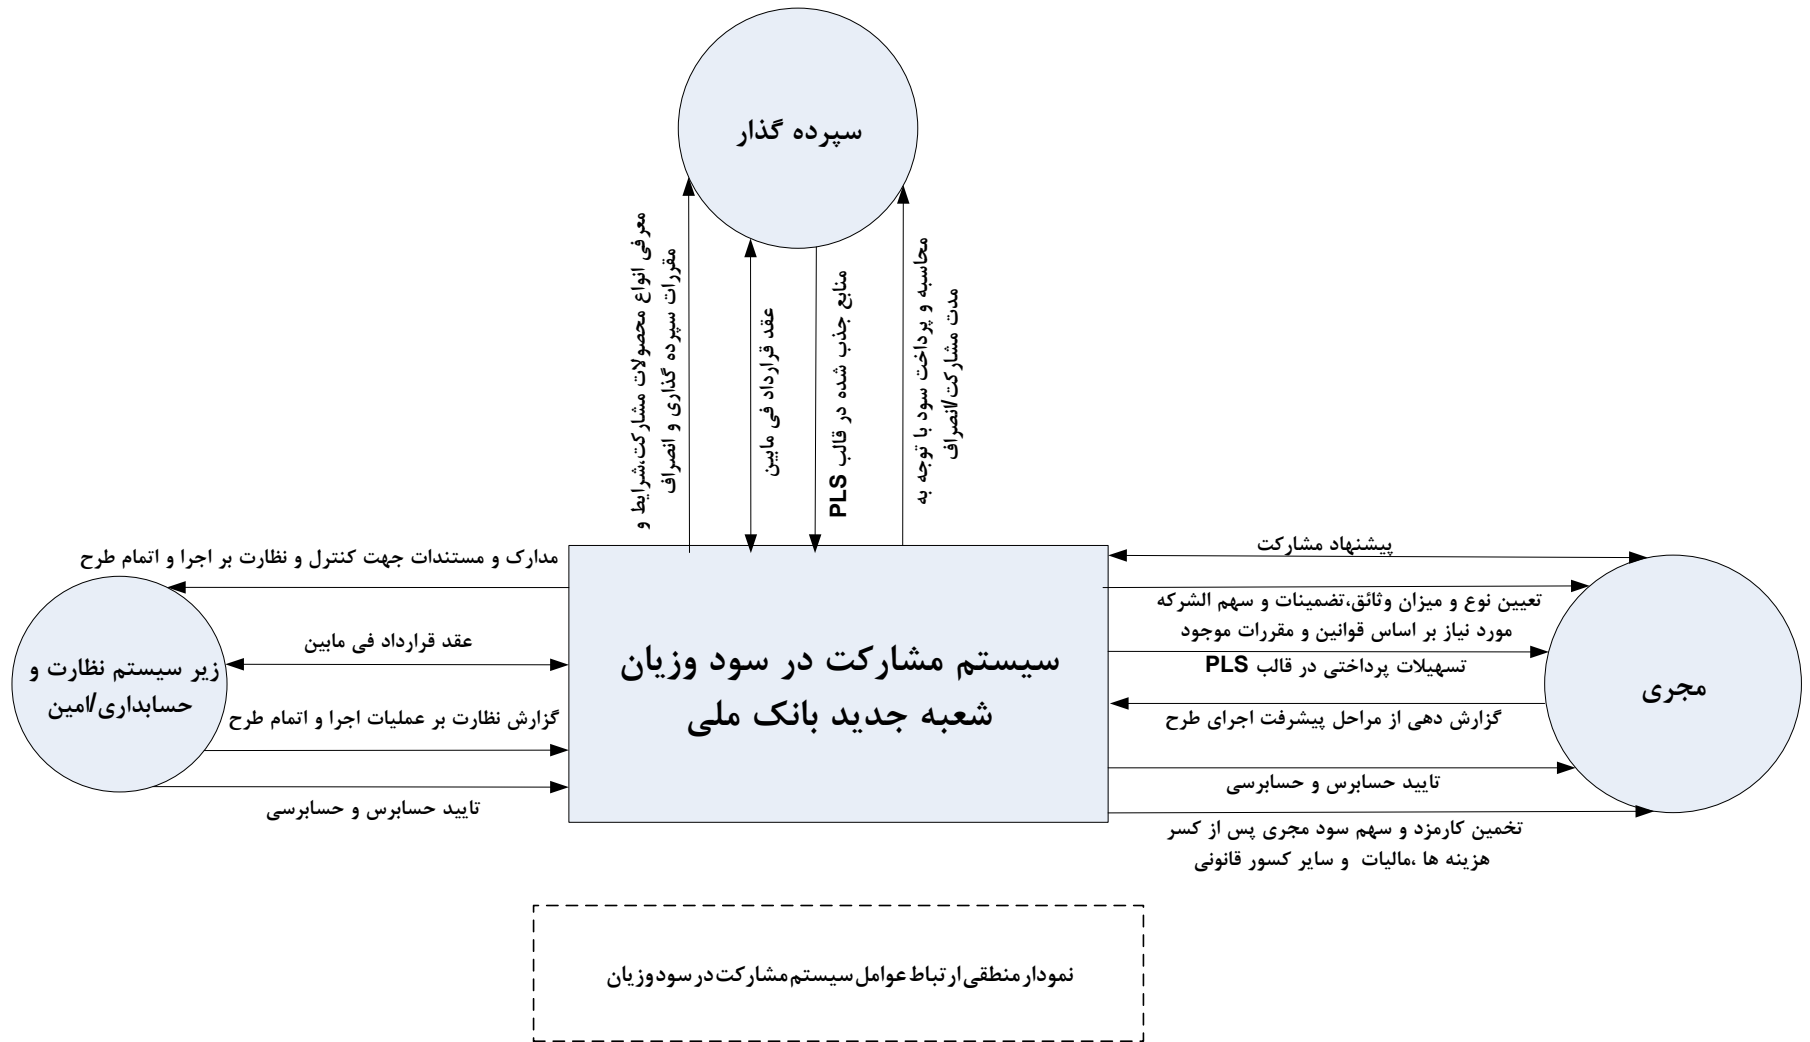 سپرده گذار
معرفی انواع محصولات مشارکت،شرایط و
مقررات سپرده گذاری و انصراف
عقد قرارداد فی مابین
منابع جذب شده در قالب PLS
محاسبه و پرداخت سود با توجه به
مدت مشارکت/انصراف
پیشنهاد مشارکت
تعیین نوع و میزان وثائق،تضمینات و سهم الشرکه
مورد نیاز بر اساس قوانین و مقررات موجود
تسهیلات پرداختی در قالب PLS
گزارش دهی از مراحل پیشرفت اجرای طرح
تایید حسابرس و حسابرسی
تخمین کارمزد و سهم سود مجری پس از کسر
هزینه ها ،مالیات و سایر کسور قانونی
مجری
سیستم مشارکت در سود وزیان
شعبه جدید بانک ملی
مدارک و مستندات جهت کنترل و نظارت بر اجرا و اتمام طرح
عقد قرارداد فی مابین
گزارش نظارت بر عملیات اجرا و اتمام طرح
تایید حسابرس و حسابرسی
زیر سیستم نظارت و
حسابداری/امین
نمودار منطقی ارتباط عوامل سیستم مشارکت در سود وزیان